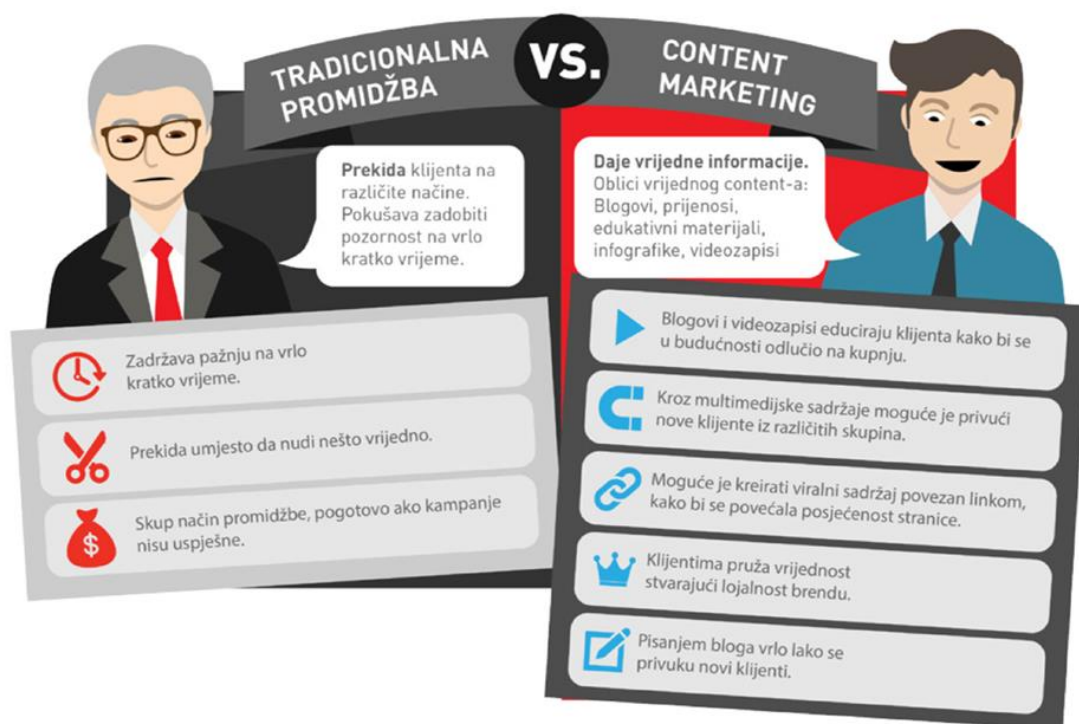 TRADICIONALNA
PROMIDŽBA
VS.
CONTENT
MARKETING
Prekida klijenta na
različite načine.
Pokušava zadobiti
pozornost na vrlo
kratko vrijeme.
Daje vrijedne informacije.
Oblici vrijednog content-a:
Blogovi, prijenosi,
edukativni materijali,
infografike, videozapisi
Zadržava pažnju na vrlo
kratko vrijeme.
Prekida umjesto da nudi nešto vrijedno.
$
Skup način promidžbe, pogotovo ako kampanje
nisu uspješne.
Blogovi i videozapisi educiraju klijenta kako bi se
u budućnosti odlučio na kupnju.
Kroz multimedijske sadržaje moguće je privući
nove klijente iz različitih skupina.
Moguće je kreirati viralni sadržaj povezan linkom,
kako bi se povećala posjećenost stranice.
Klijentima pruža vrijednost
stvarajući lojalnost brendu.
Pisanjem bloga vrlo lako se
privuku novi klijenti.